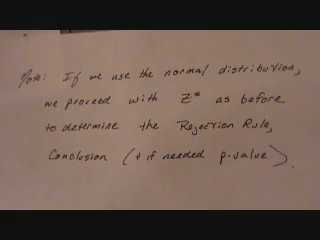 Note: If we use the normal distribution,
we proceed with Z* as before
to determine the Rejection Rule,
Conclusion (& if needed p-value).